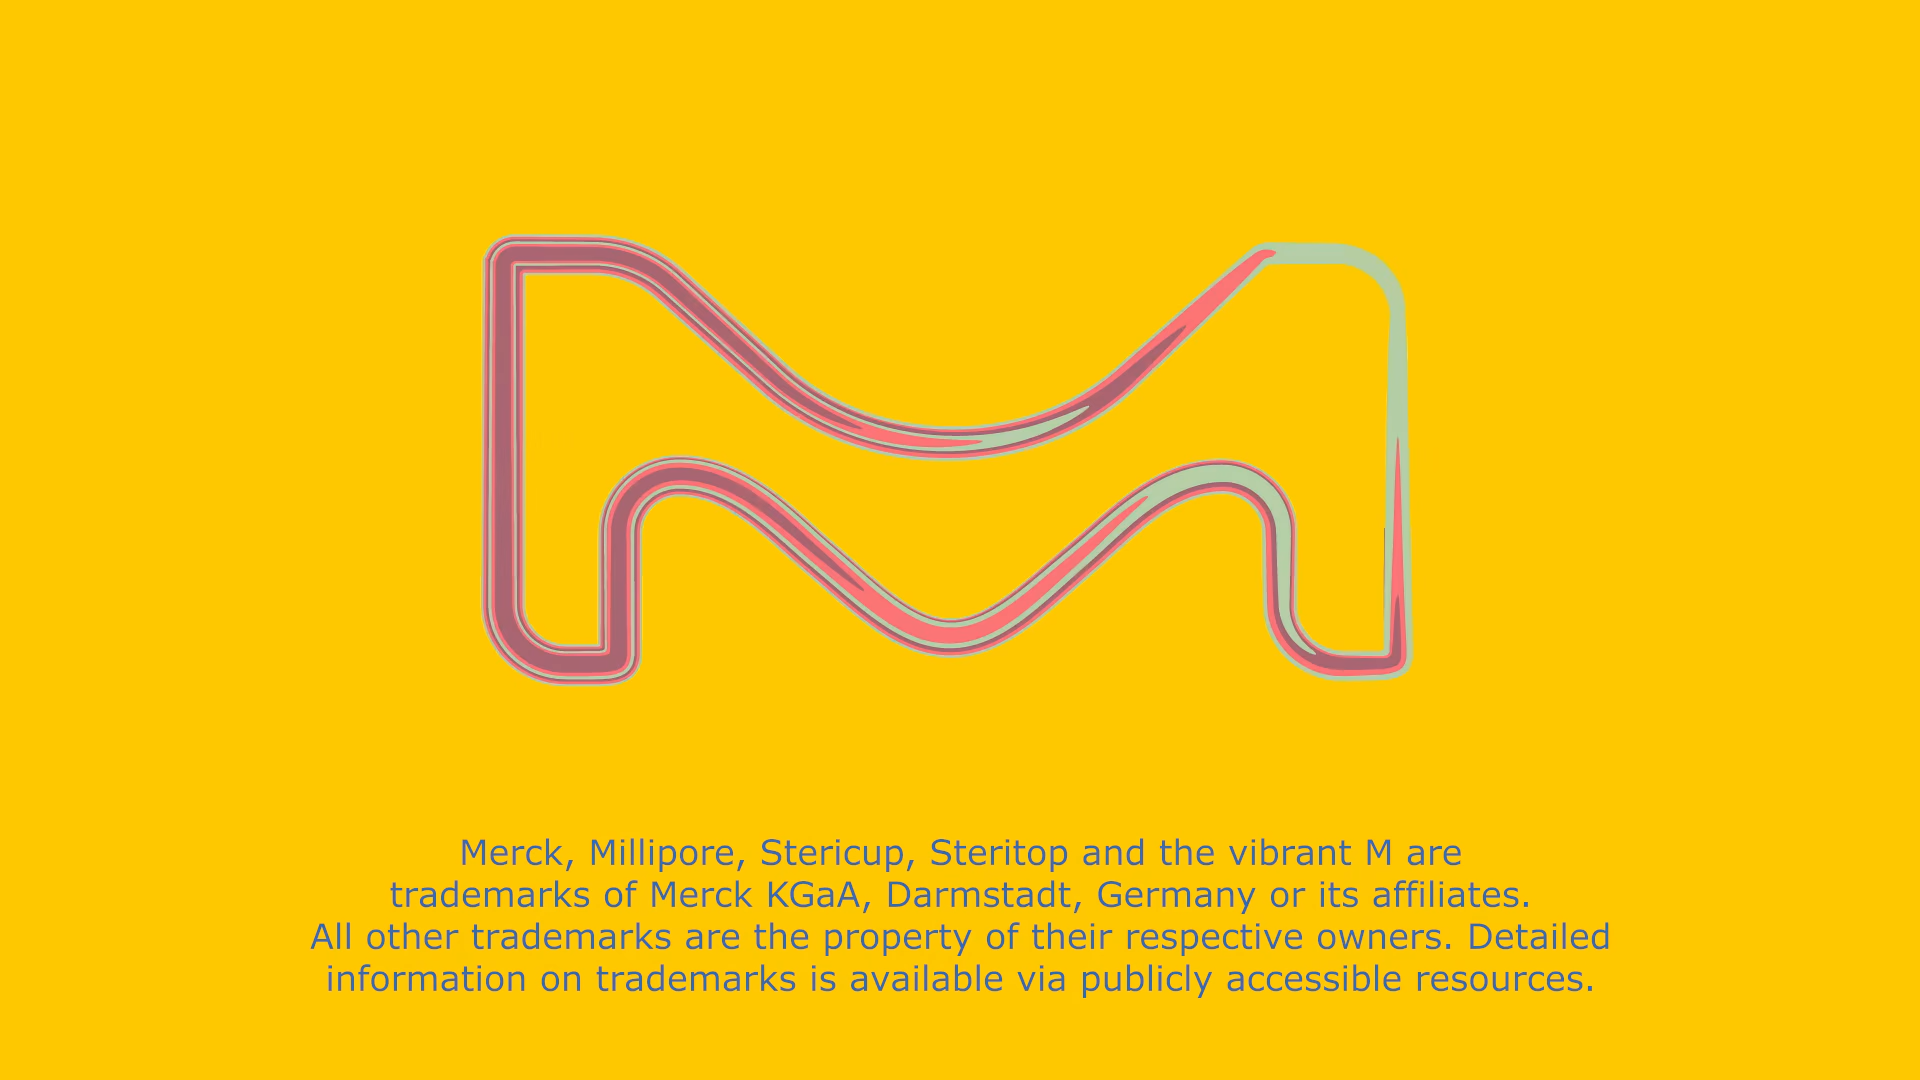 Merck, Millipore, Stericup, Steritop and the vibrant M are
trademarks of Merck KGaA, Darmstadt, Germany or its affiliates.
All other trademarks are the property of their respective owners. Detailed
information on trademarks is available via publicly accessible resources.